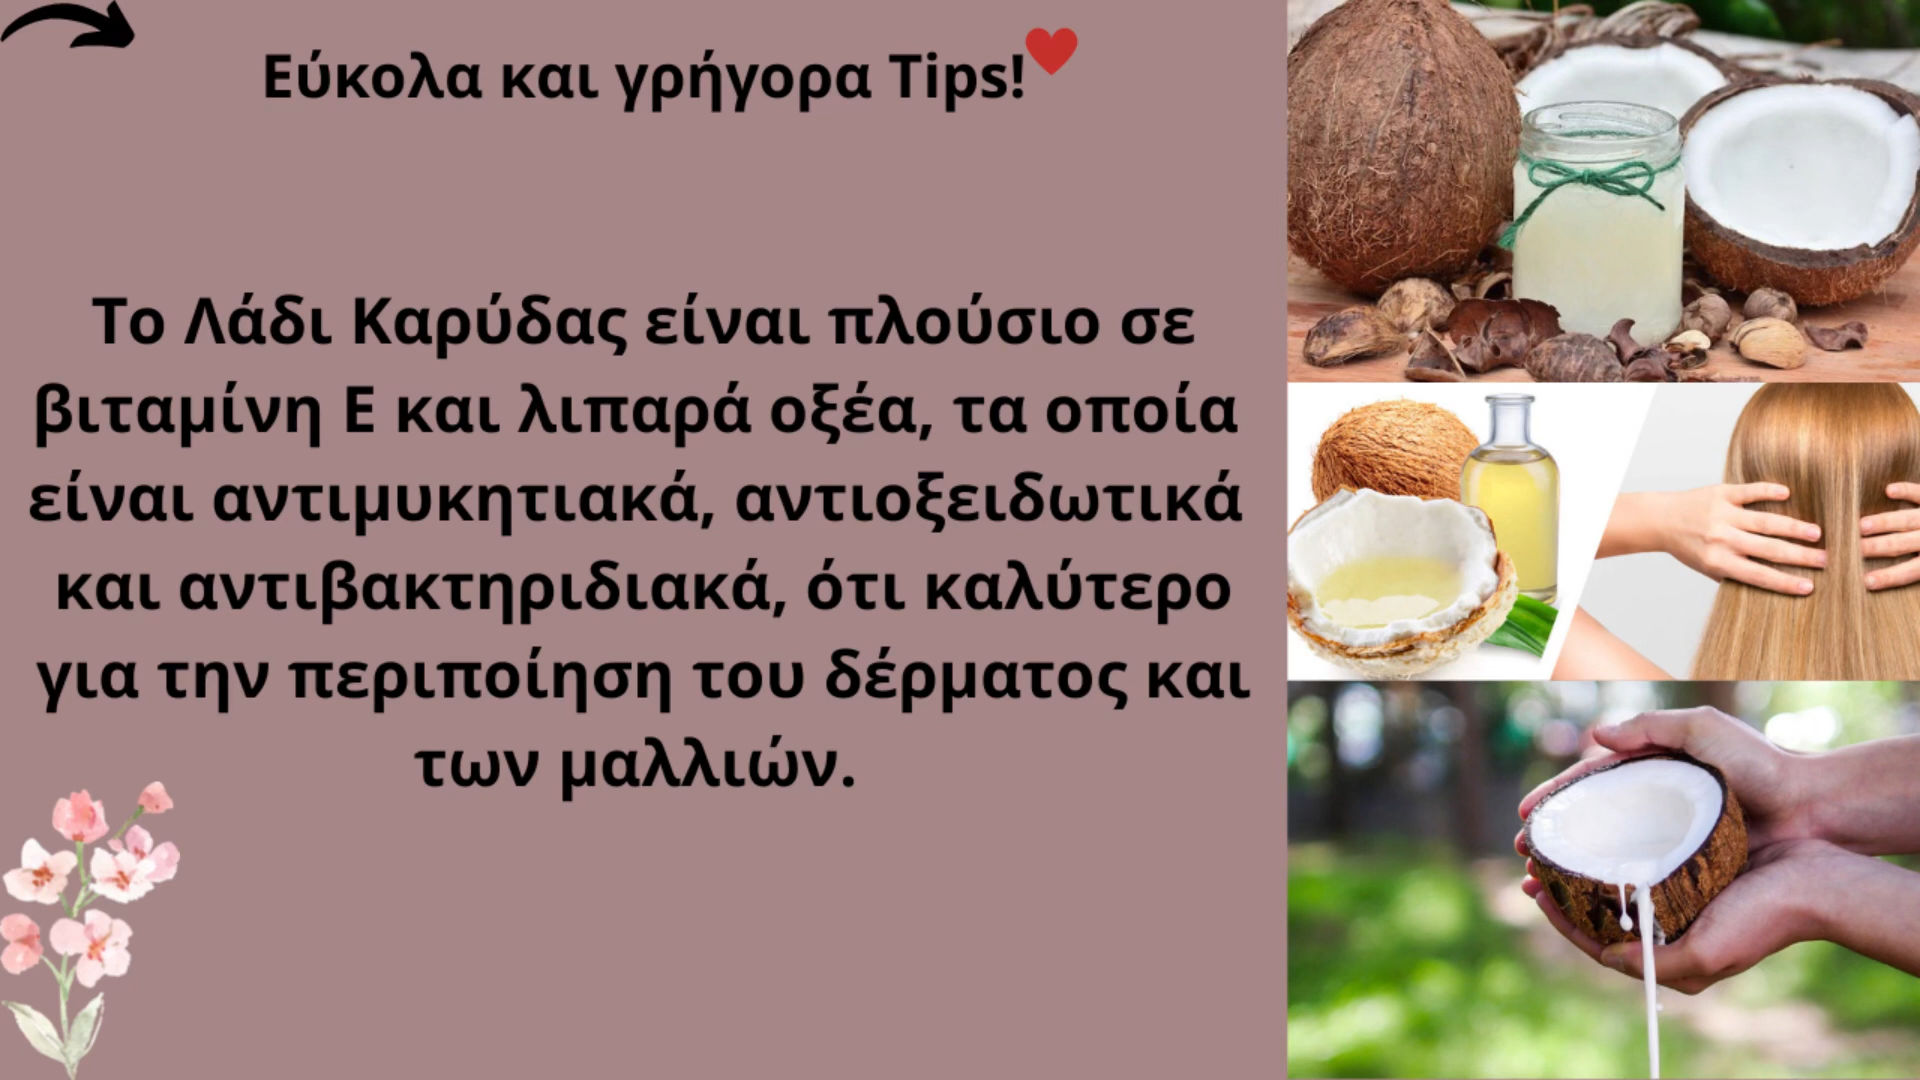 Εύκολα και γρήγορα Tips!
Το Λάδι Καρύδας είναι πλούσιο σε
βιταμίνη Ε και λιπαρά οξέα, τα οποία
είναι αντιμυκητιακά, αντιοξειδωτικά
και αντιβακτηριδιακά, ότι καλύτερο
για την περιποίηση του δέρματος και
των μαλλιών.